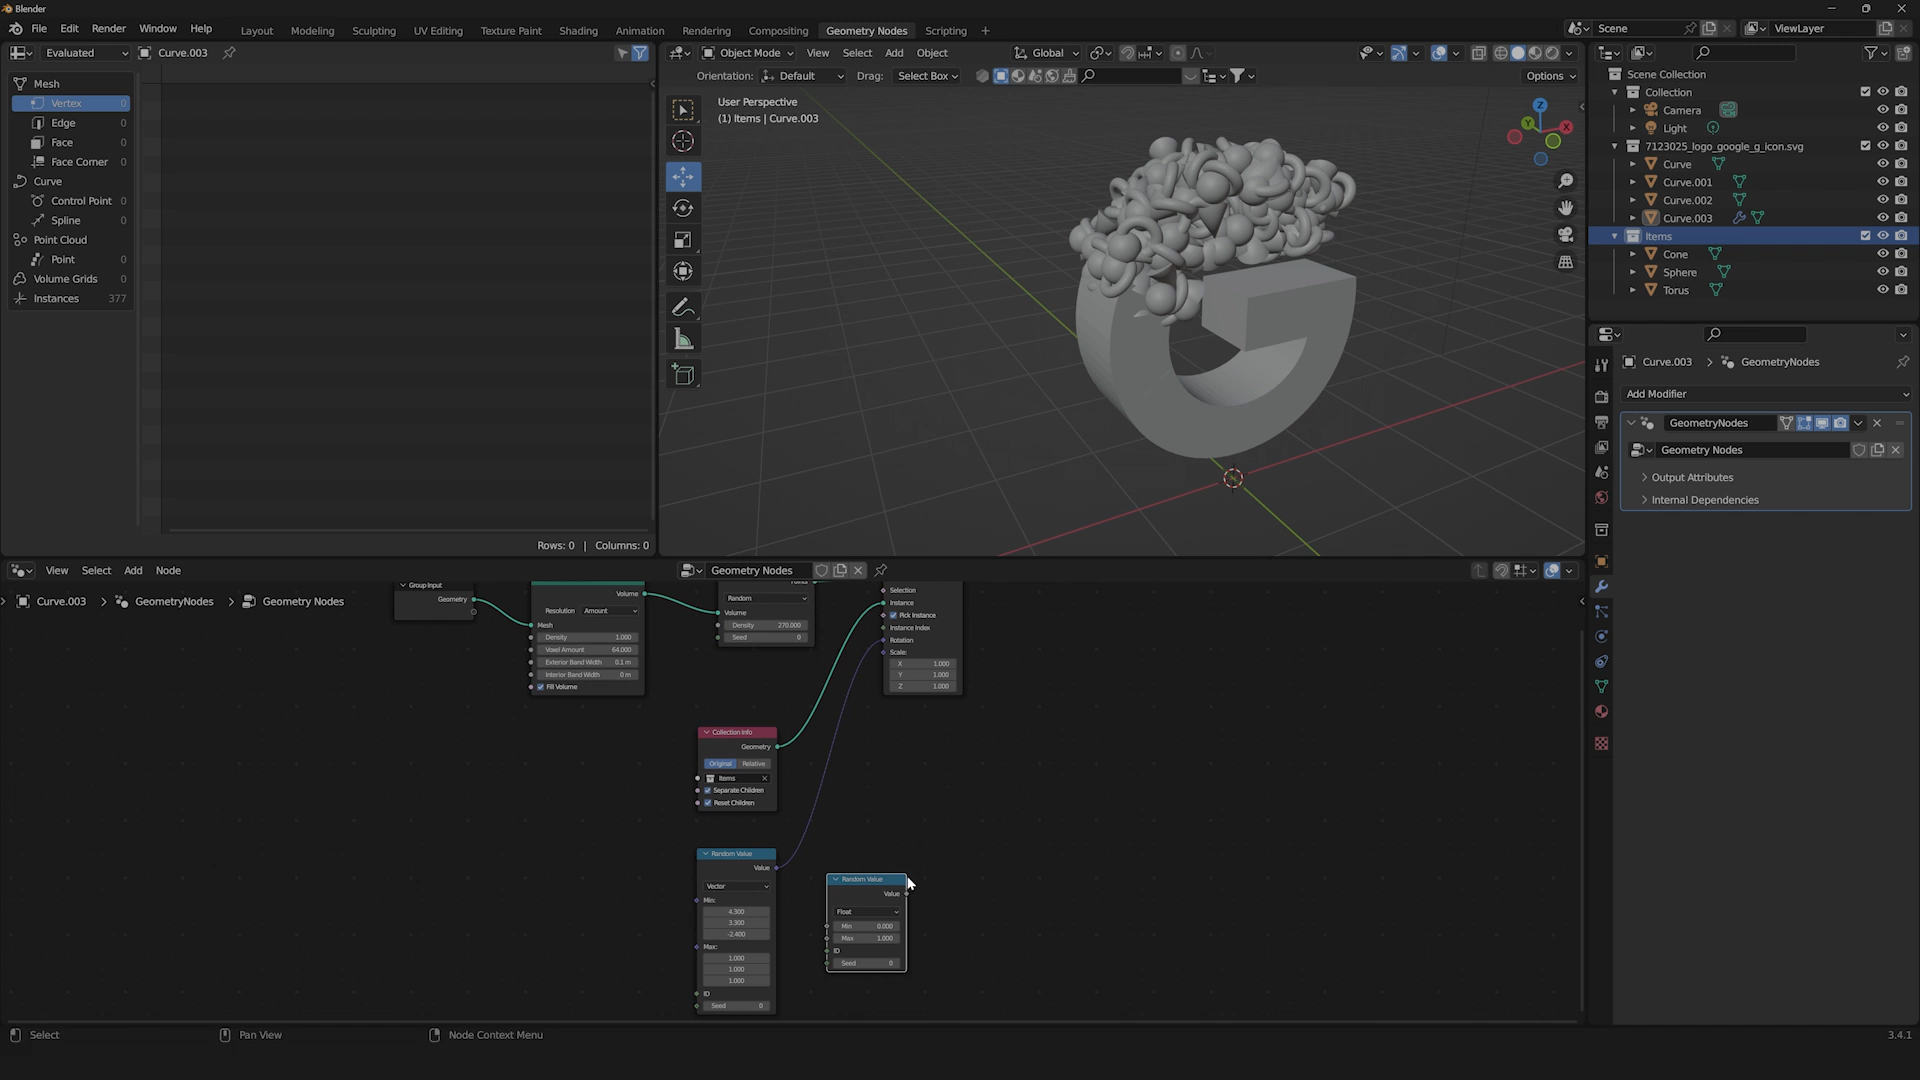 Blender
File Edit Render Window Help Layout Modeling Sculpting UV Editing Texture Paint Shading Animation Rendering Compositing Geometry Nodes Scripting + Scene ViewLayer
Evaluated Curve.003
Object Mode View Select Add Object Global
Orientation: Default Drag: Select Box Options
Mesh
Vertex 0
Edge 0
Face 0
Face Corner 0
Curve
Control Point 0
Spline 0
Point Cloud
Point 0
Volume Grids 0
Instances 377
Rows: 0 | Columns: 0
User Perspective
(1) Items | Curve.003
Z
Y
X
Scene Collection
Collection
Camera
Light
7123025_logo_google_g_icon.svg
Curve
Curve.001
Curve.002
Curve.003
Items
Cone
Sphere
Torus
Curve.003 > GeometryNodes
Add Modifier
GeometryNodes
Geometry Nodes
Output Attributes
Internal Dependencies
View Select Add Node Geometry Nodes
Curve.003 > GeometryNodes > Geometry Nodes
Group Input
Geometry
Volume
Resolution Amount
Mesh
Density 1.000
Voxel Amount 64.000
Exterior Band Width 0.1 m
Interior Band Width 0 m
Fill Volume
Points
Random
Volume
Density 270.000
Seed 0
Selection
Instance
Pick Instance
Instance Index
Rotation
Scale:
X 1.000
Y 1.000
Z 1.000
Collection Info
Geometry
Original Relative
Items
Separate Children
Reset Children
Random Value
Value
Vector
Min:
4.300
3.300
-2.400
Max:
1.000
1.000
1.000
ID
Seed 0
Random Value
Value
Float
Min 0.000
Max 1.000
ID
Seed 0
Select Pan View Node Context Menu 3.4.1